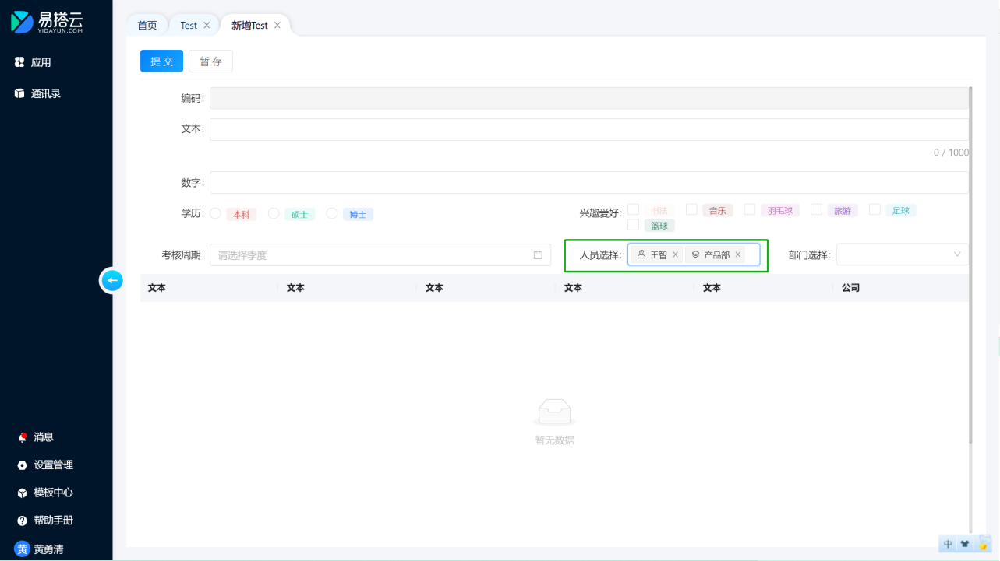 易搭云
YIDAYUN.COM
首页 Test 新增Test
应用
通讯录
提交 暂存
编码:
文本:
0 / 1000
数字:
学历: 本科 硕士 博士 兴趣爱好: 书法 音乐 羽毛球 旅游 足球
篮球
考核周期: 请选择季度 人员选择: 王智 产品部 部门选择:
文本 文本 文本 文本 文本 公司
暂无数据
消息
设置管理
模板中心
帮助手册
黄 黄勇清
中